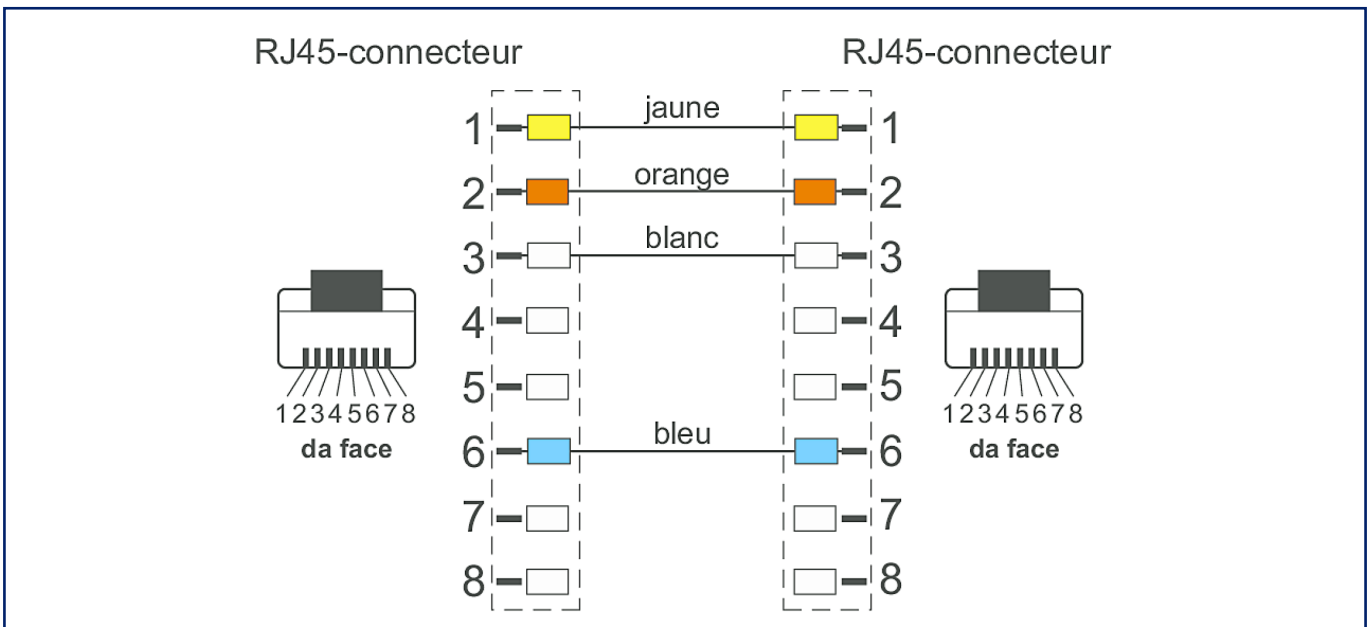 RJ45-connecteur RJ45-connecteur
1 jaune 1
2 orange 2
3 blanc 3
4 4
5 5
6 bleu 6
7 7
8 8
12345678 12345678
da face da face